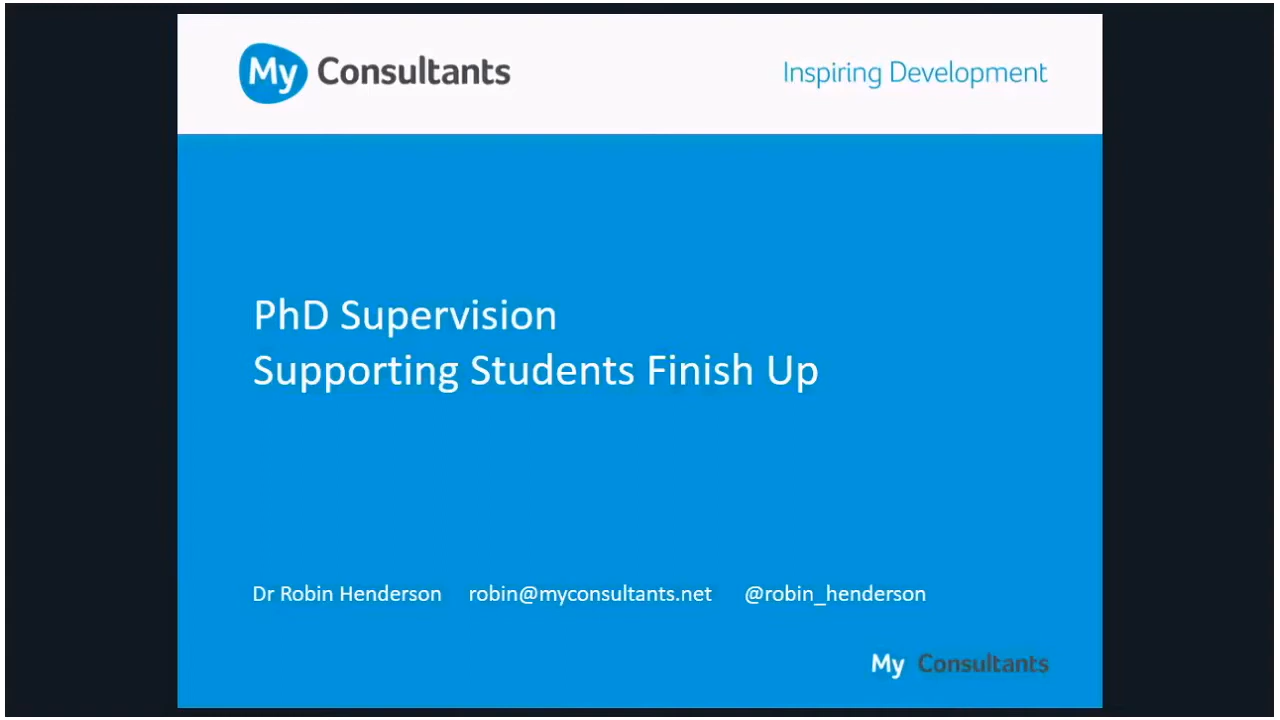 My Consultants Inspiring Development
PhD Supervision
Supporting Students Finish Up
Dr Robin Henderson robin@myconsultants.net @robin_henderson
My Consultants